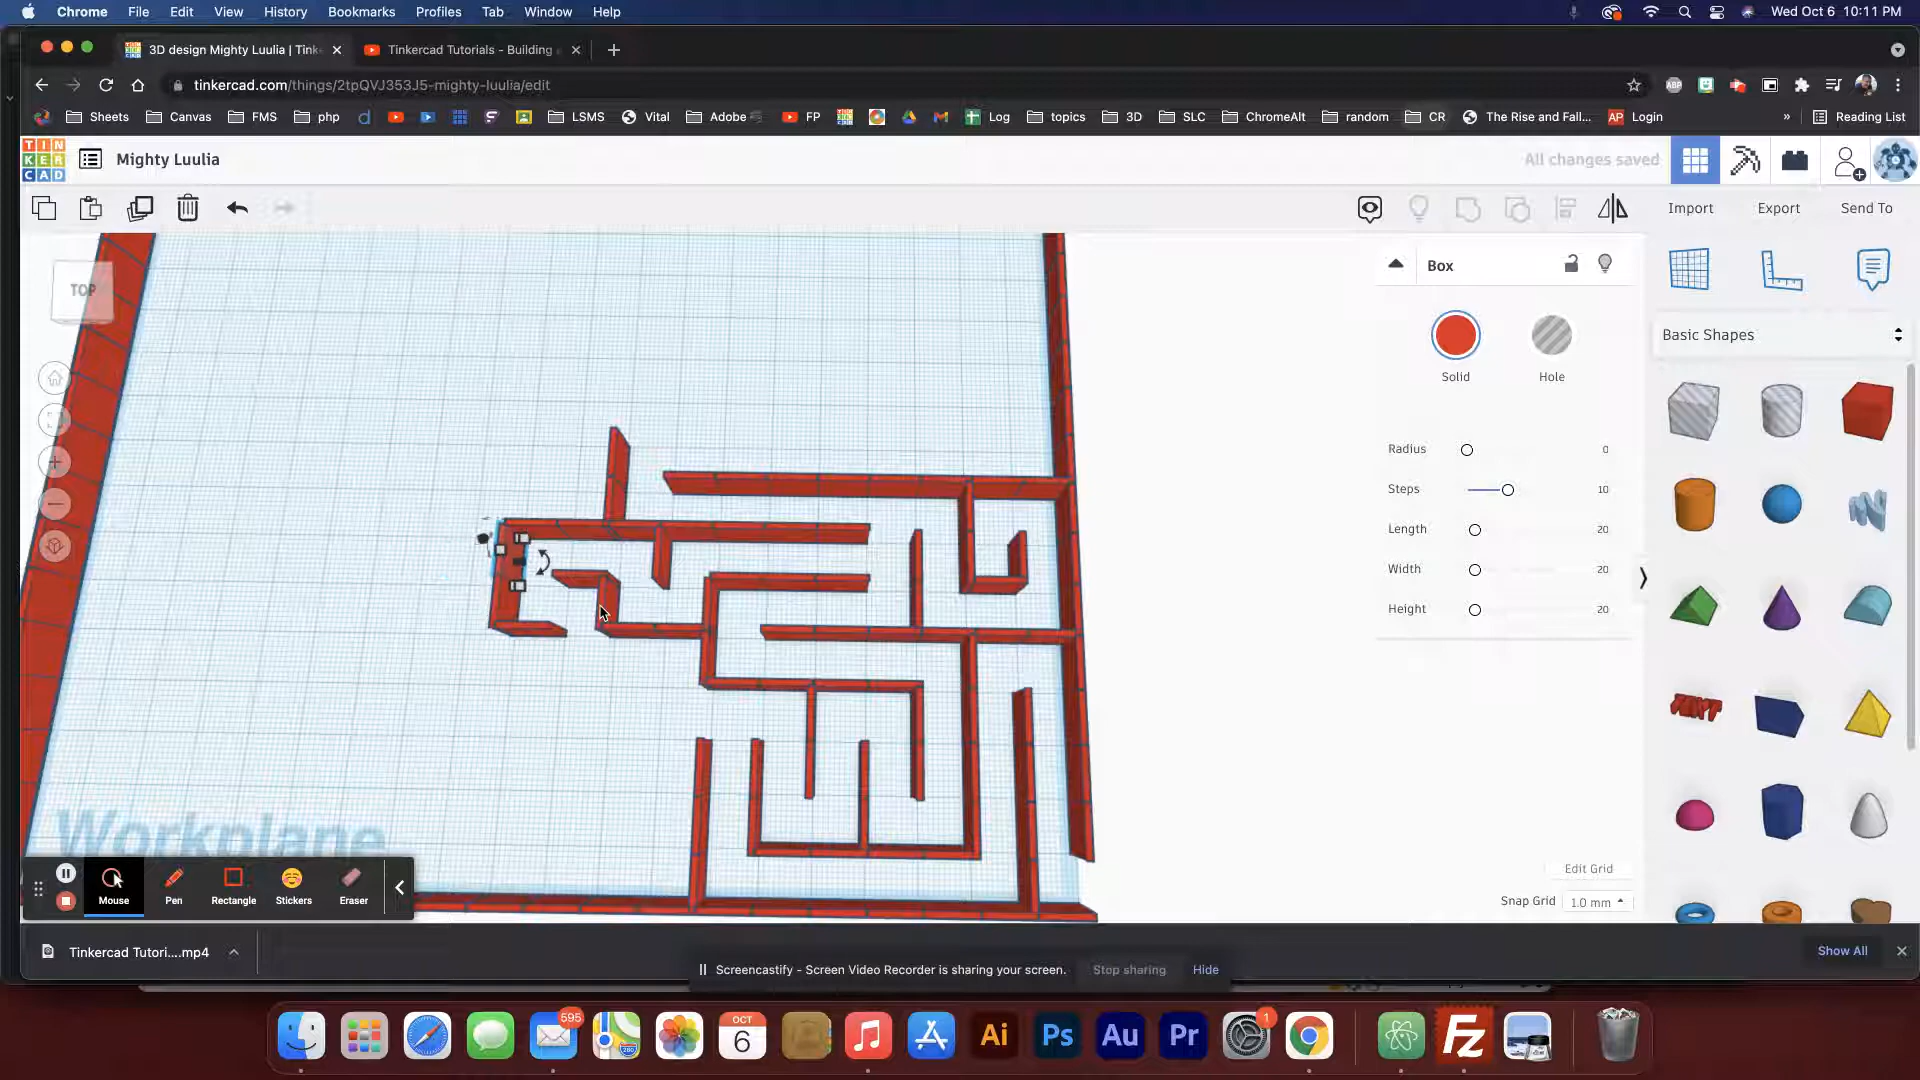 Chrome File Edit View History Bookmarks Profiles Tab Window Help Wed Oct 6 10:11 PM
3D design Mighty Luulia | Tink Tinkercad Tutorials - Building
tinkercad.com/things/2tpQVJ353J5-mighty-luulia/edit
Sheets Canvas FMS php LSMS Vital Adobe FP Log topics 3D SLC ChromeAlt random CR The Rise and Fall... AP Login » Reading List
TIN
KER
CAD
Mighty Luulia
All changes saved
Import Export Send To
TOP
Box
Solid Hole
Radius 0
Steps 10
Length 20
Width 20
Height 20
Basic Shapes
TEXT
Workplane
Edit Grid
Snap Grid 1.0 mm
Mouse Pen Rectangle Stickers Eraser
Tinkercad Tutori....mp4
Show All
Screencastify - Screen Video Recorder is sharing your screen. Stop sharing Hide
595
OCT
6
280
Ai Ps Au Pr
1
Fz